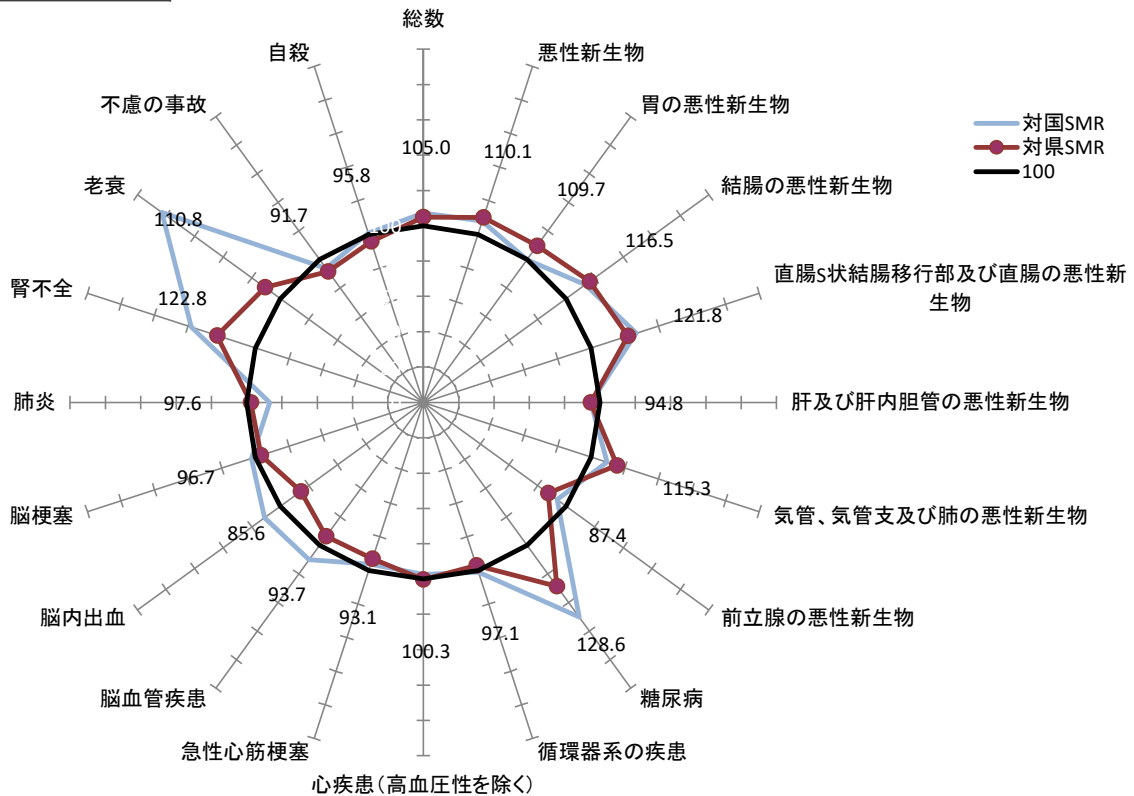 総数
自殺
悪性新生物
不慮の事故
胃の悪性新生物
対国SMR
対県SMR
100
105.0
110.1
95.8
109.7
結腸の悪性新生物
老衰
110.8
91.7
100
116.5
直腸S状結腸移行部及び直腸の悪性新
生物
腎不全
122.8
121.8
肺炎
97.6
94.8
肝及び肝内胆管の悪性新生物
96.7
115.3
脳梗塞
気管、気管支及び肺の悪性新生物
85.6
87.4
脳内出血
前立腺の悪性新生物
93.7
93.1
100.3
97.1
128.6
脳血管疾患
糖尿病
急性心筋梗塞
循環器系の疾患
心疾患（高血圧性を除く）